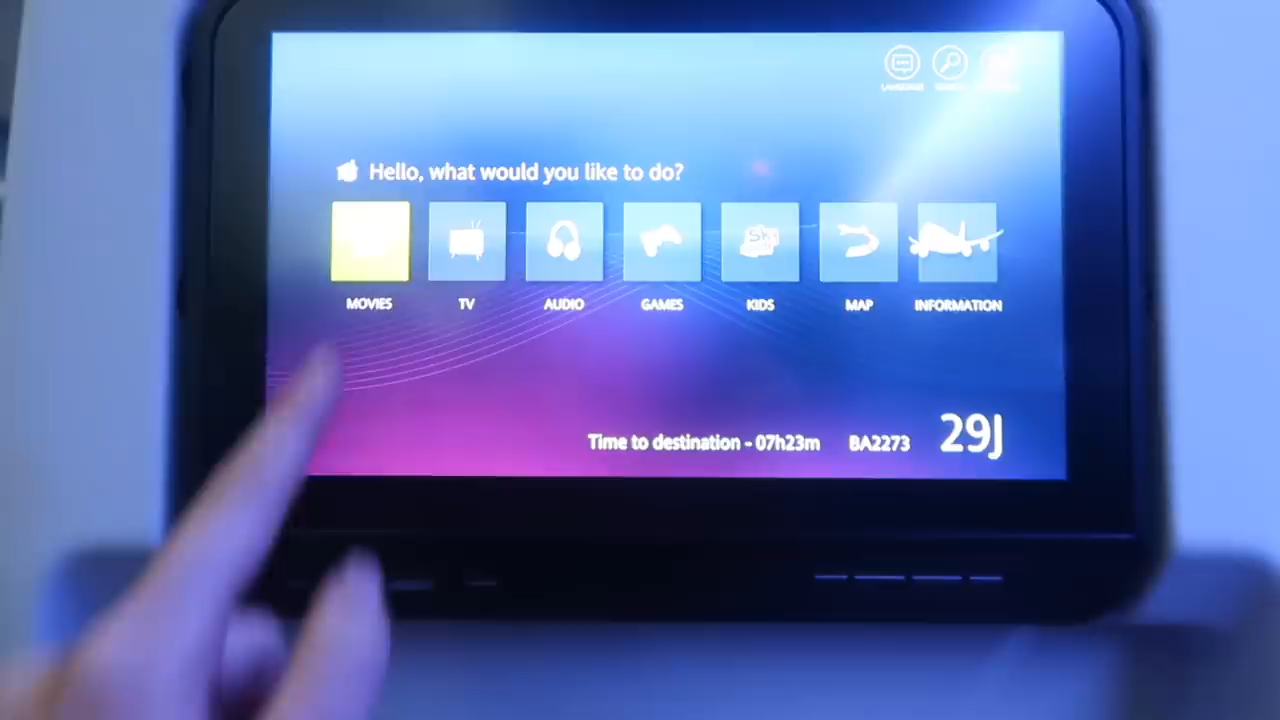 LANGUAGE
Hello, what would you like to do?
MOVIES TV AUDIO GAMES KIDS MAP INFORMATION
Time to destination - 07h23m BA2273 29J